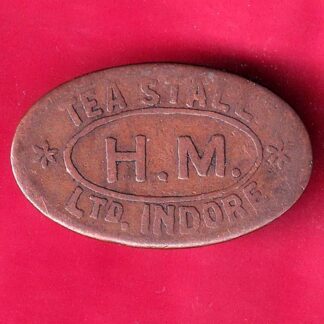 TEA STALL
H.M.
LTD. INDORE